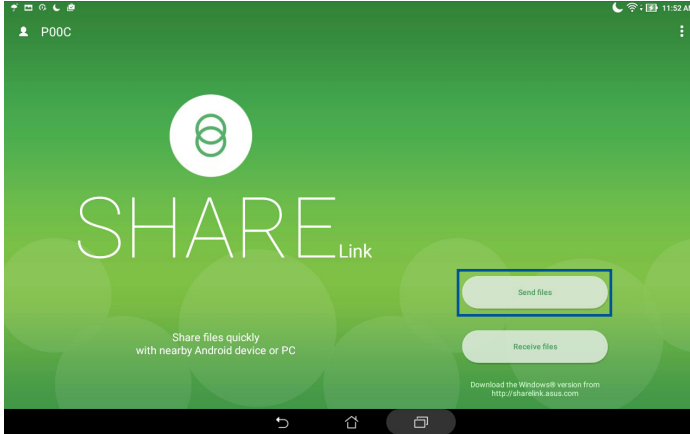 11:52 AM
P00C
SHARE Link
Send files
Share files quickly
with nearby Android device or PC
Receive files
Download the Windows® version from
http://sharelink.asus.com